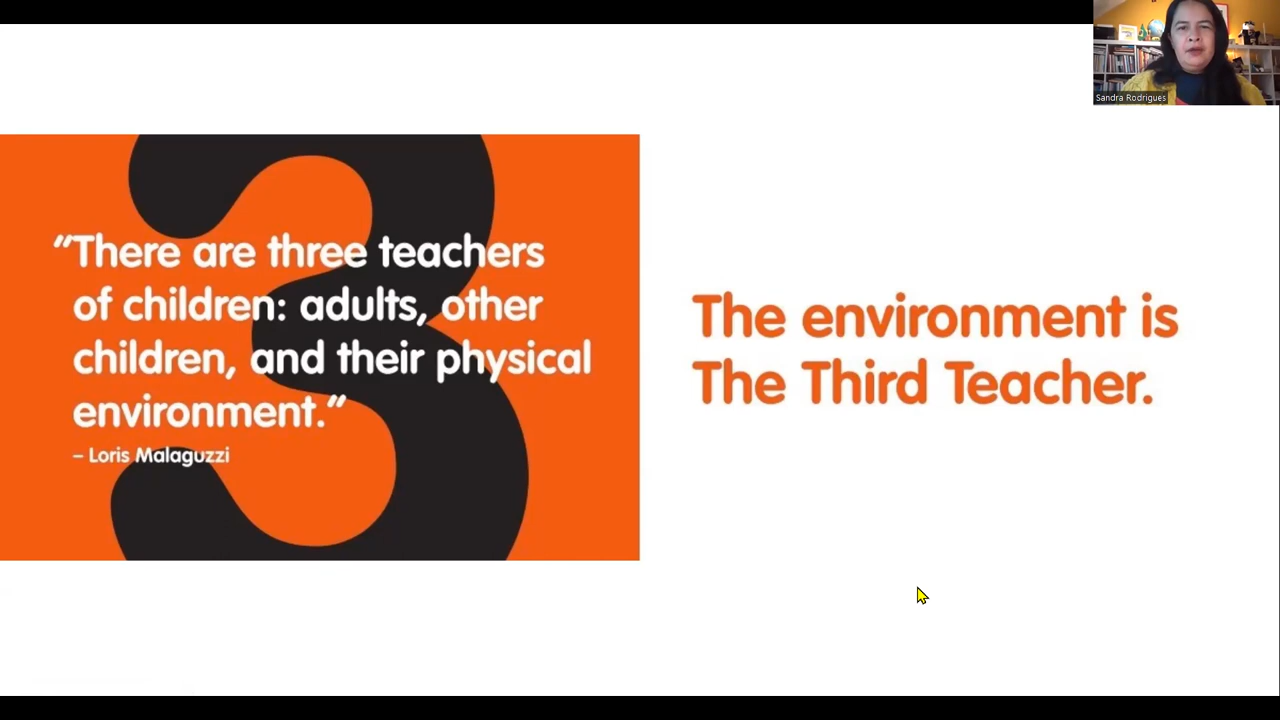 Sandra Rodrigues
“There are three teachers
of children: adults, other
children, and their physical
environment.”
– Loris Malaguzzi
The environment is
The Third Teacher.